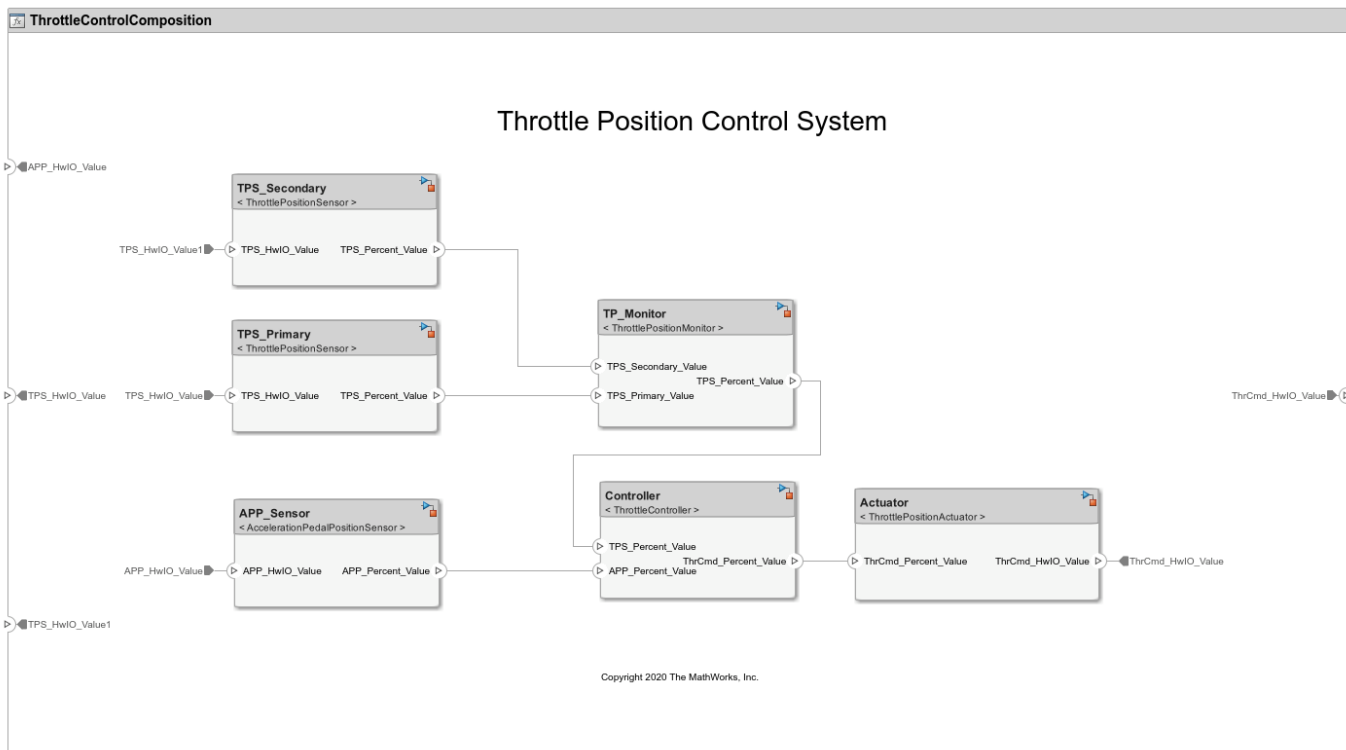 ThrottleControlComposition
Throttle Position Control System
APP_HwIO_Value
TPS_Secondary
< ThrottlePositionSensor >
TPS_HwIO_Value1
TPS_HwIO_Value
TPS_Percent_Value
TPS_Primary
< ThrottlePositionSensor >
TPS_HwIO_Value
TPS_HwIO_Value
TPS_HwIO_Value
TPS_Percent_Value
TP_Monitor
< ThrottlePositionMonitor >
TPS_Secondary_Value
TPS_Percent_Value
TPS_Primary_Value
ThrCmd_HwIO_Value
APP_Sensor
< AccelerationPedalPositionSensor >
APP_HwIO_Value
APP_HwIO_Value
APP_Percent_Value
Controller
< ThrottleController >
TPS_Percent_Value
ThrCmd_Percent_Value
APP_Percent_Value
Actuator
< ThrottlePositionActuator >
ThrCmd_Percent_Value
ThrCmd_HwIO_Value
ThrCmd_HwIO_Value
TPS_HwIO_Value1
Copyright 2020 The MathWorks, Inc.